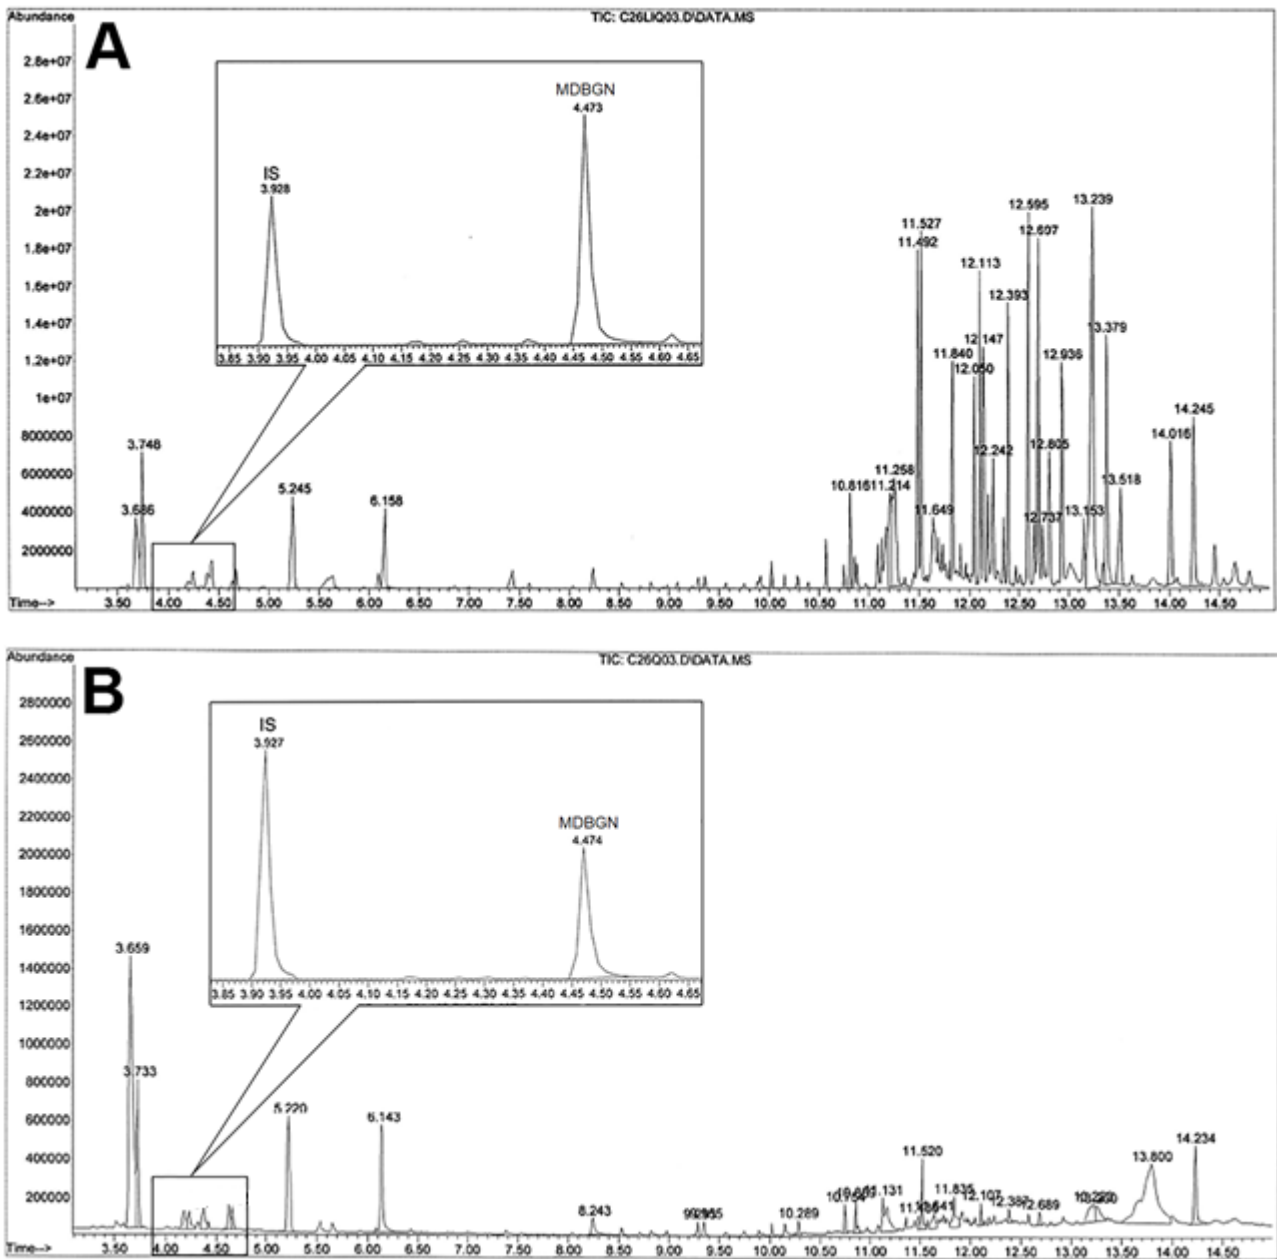 Abundance
TIC: C26LIQ03.D\DATA.MS
A
2.8e+07
2.6e+07
2.4e+07
2.2e+07
2e+07
1.8e+07
1.6e+07
1.4e+07
1.2e+07
1e+07
8000000
6000000
4000000
2000000
MDBGN
4.473
IS
3.928
3.85 3.90 3.95 4.00 4.05 4.10 4.15 4.20 4.25 4.30 4.35 4.40 4.45 4.50 4.55 4.60 4.65
3.686
3.748
5.245
6.158
10.816
11.214
11.258
11.492
11.527
11.649
11.840
12.050
12.113
12.147
12.242
12.393
12.595
12.697
12.737
12.805
12.936
13.153
13.239
13.379
13.518
14.016
14.245
Time-->
3.50 4.00 4.50 5.00 5.50 6.00 6.50 7.00 7.50 8.00 8.50 9.00 9.50 10.00 10.50 11.00 11.50 12.00 12.50 13.00 13.50 14.00 14.50
Abundance
TIC: C26Q03.D\DATA.MS
B
2800000
2600000
2400000
2200000
2000000
1800000
1600000
1400000
1200000
1000000
800000
600000
400000
200000
IS
3.927
MDBGN
4.474
3.85 3.90 3.95 4.00 4.05 4.10 4.15 4.20 4.25 4.30 4.35 4.40 4.45 4.50 4.55 4.60 4.65
3.659
3.733
5.220
6.143
8.243
10.289
11.131
11.520
11.835
12.107
12.387
12.689
13.800
14.234
Time-->
3.50 4.00 4.50 5.00 5.50 6.00 6.50 7.00 7.50 8.00 8.50 9.00 9.50 10.00 10.50 11.00 11.50 12.00 12.50 13.00 13.50 14.00 14.50